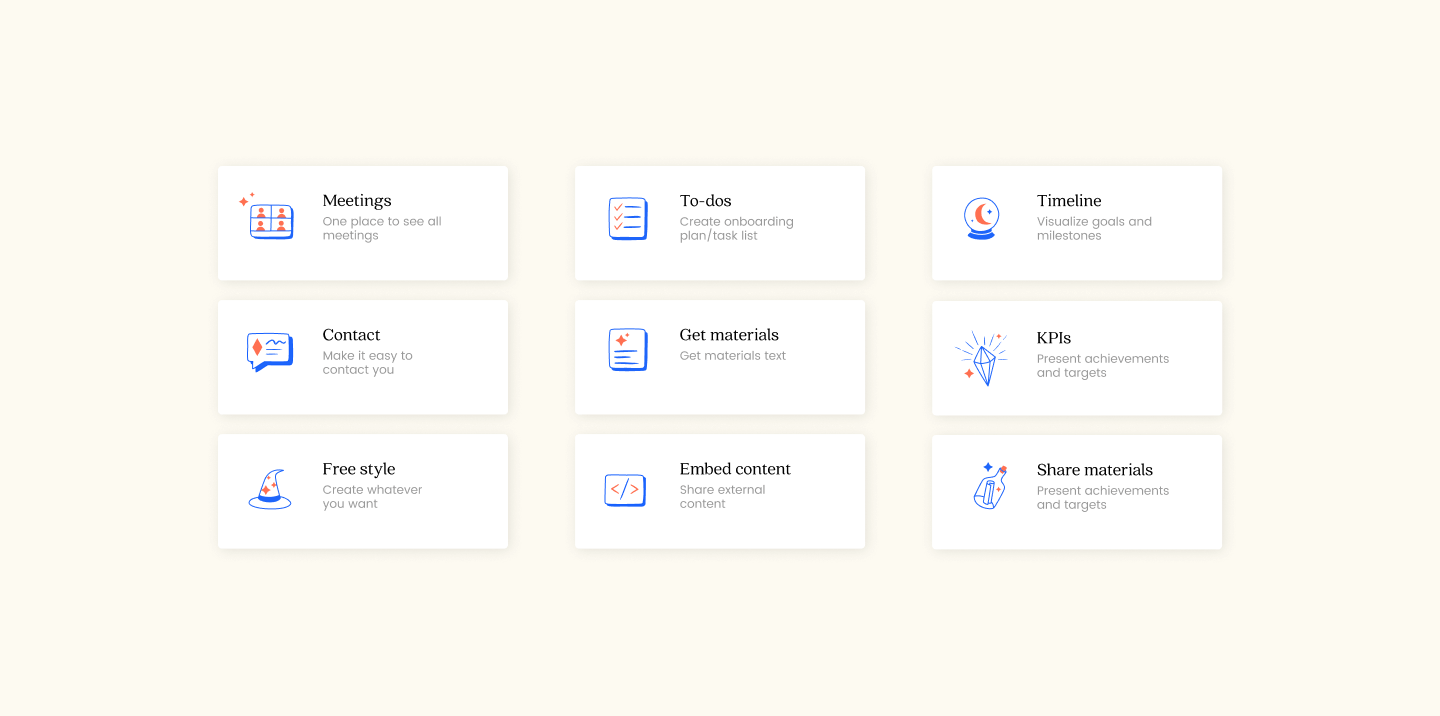 Meetings
One place to see all
meetings
To-dos
Create onboarding
plan/task list
Timeline
Visualize goals and
milestones
Contact
Make it easy to
contact you
Get materials
Get materials text
KPIs
Present achievements
and targets
Free style
Create whatever
you want
Embed content
Share external
content
Share materials
Present achievements
and targets